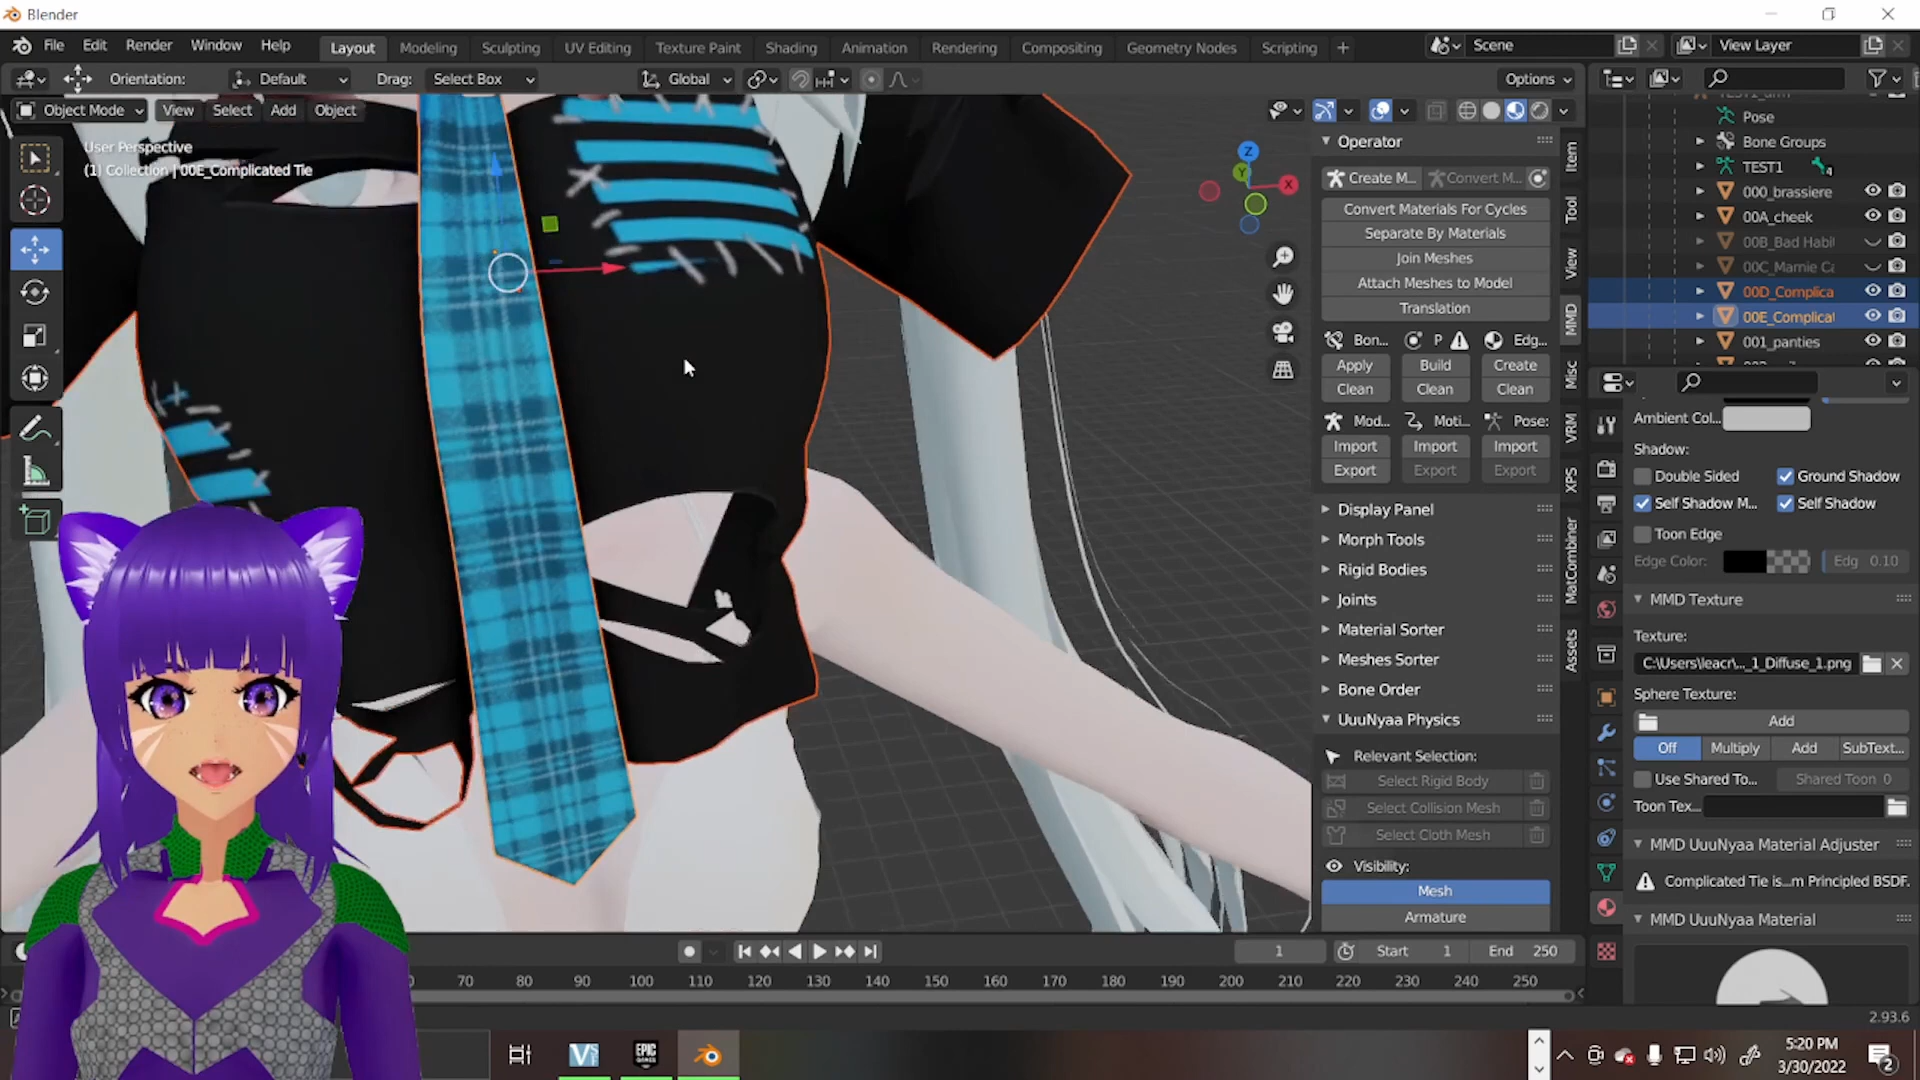 Blender
File Edit Render Window Help Layout Modeling Sculpting UV Editing Texture Paint Shading Animation Rendering Compositing Geometry Nodes Scripting + Scene View Layer
Orientation: Default Drag: Select Box Global Options
Object Mode View Select Add Object
User Perspective
(1) Collection | 00E_Complicated Tie
Z
Y
X
Operator
Create M... Convert M...
Convert Materials For Cycles
Separate By Materials
Join Meshes
Attach Meshes to Model
Translation
Bon... P Edg...
Apply Build Create
Clean Clean Clean
Mod... Moti... Pose:
Import Import Import
Export Export Export
Display Panel
Morph Tools
Rigid Bodies
Joints
Material Sorter
Meshes Sorter
Bone Order
UuuNyaa Physics
Relevant Selection:
Select Rigid Body
Select Collision Mesh
Select Cloth Mesh
Visibility:
Mesh
Armature
Item
Tool
View
MMD
Misc
VRM
XPS
MatCombiner
Assets
Pose
Bone Groups
TEST1
4
000_brassiere
00A_cheek
00B_Bad Habi
00C_Marnie Ca
00D_Complica
00E_Complicat
001_panties
Ambient Col...
Shadow:
Double Sided Ground Shadow
Self Shadow M... Self Shadow
Toon Edge
Edge Color: Edg 0.10
MMD Texture
Texture:
C:\Users\leacr\..._1_Diffuse_1.png
Sphere Texture:
Add
Off Multiply Add SubText...
Use Shared To... Shared Toon 0
Toon Tex...
MMD UuuNyaa Material Adjuster
Complicated Tie is...m Principled BSDF.
MMD UuuNyaa Material
1 Start 1 End 250
70 80 90 100 110 120 130 140 150 160 170 180 190 200 210 220 230 240 250
2.93.6
EPIC
GAMES
5:20 PM
3/30/2022
2